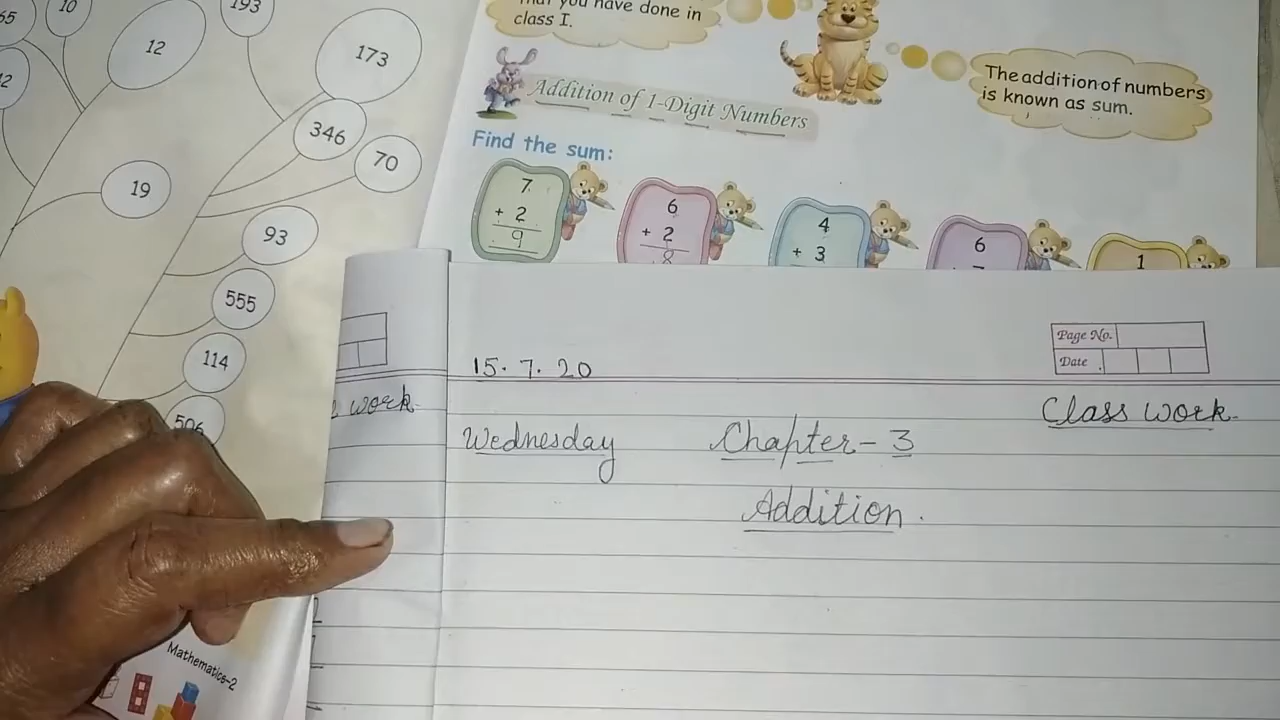 65
10
193
12
173
12
346
70
19
93
555
114
506
Mathematics-2
you have done in
class I.
The addition of numbers
is known as sum.
Addition of 1-Digit Numbers
Find the sum:
7
+ 2
9
6
+ 2
8
4
+ 3
6
1
Page No.
Date
15. 7. 20
work.
Class work.
Wednesday
Chapter - 3
Addition.